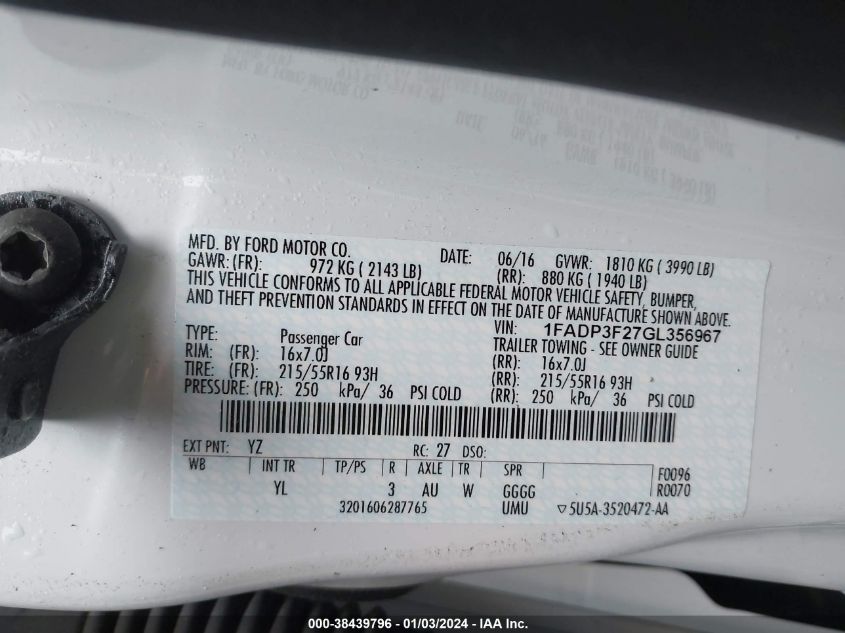 MFD. BY FORD MOTOR CO. DATE: 06/16 GVWR: 1810 KG ( 3990 LB)
GAWR: (FR): 972 KG ( 2143 LB) (RR): 880 KG ( 1940 LB)
THIS VEHICLE CONFORMS TO ALL APPLICABLE FEDERAL MOTOR VEHICLE SAFETY, BUMPER,
AND THEFT PREVENTION STANDARDS IN EFFECT ON THE DATE OF MANUFACTURE SHOWN ABOVE.
VIN: 1FADP3F27GL356967
TYPE: Passenger Car TRAILER TOWING - SEE OWNER GUIDE
RIM: (FR): 16x7.0J (RR): 16x7.0J
TIRE: (FR): 215/55R16 93H (RR): 215/55R16 93H
PRESSURE: (FR): 250 kPa/ 36 PSI COLD (RR): 250 kPa/ 36 PSI COLD
EXT PNT: YZ RC: 27 DSO:
WB INT TR TP/PS R AXLE TR SPR F0096
YL 3 AU W GGGG R0070
3201606287765 UMU ▽5U5A-3520472-AA
000-38439796 - 01/03/2024 - IAA Inc.